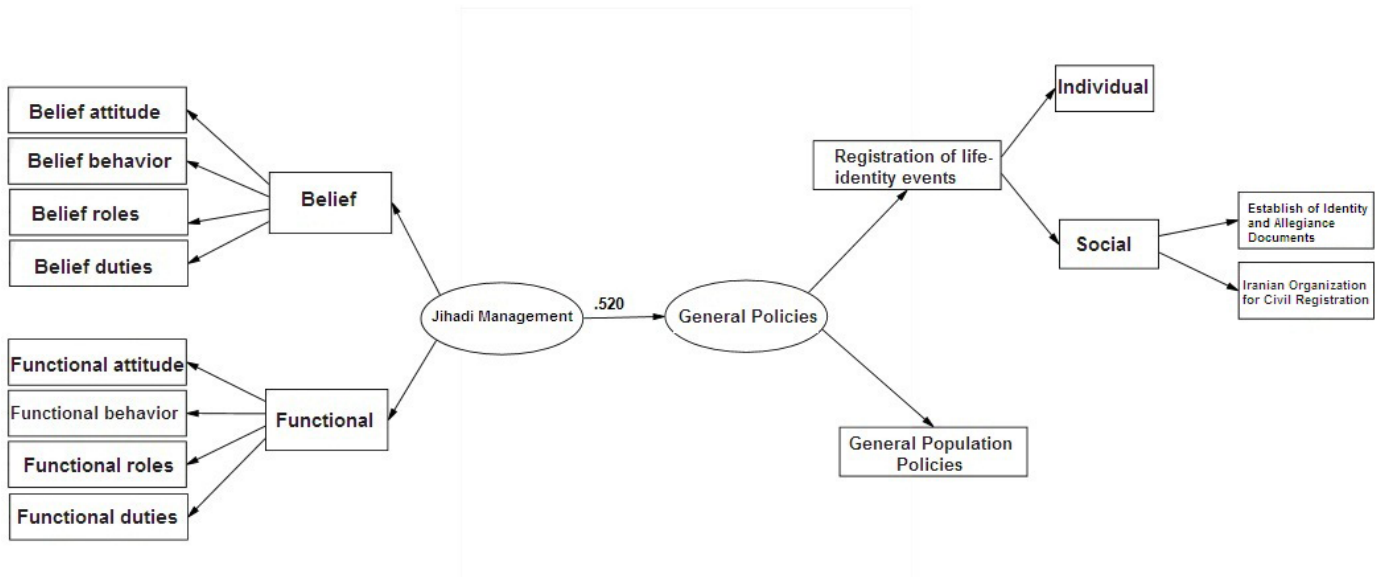 Belief attitude
Belief behavior
Belief roles
Belief duties
Belief
Functional attitude
Functional behavior
Functional roles
Functional duties
Functional
Jihadi Management
.520
General Policies
Registration of life-
identity events
Individual
Social
Establish of Identity
and Allegiance
Documents
Iranian Organization
for Civil Registration
General Population
Policies